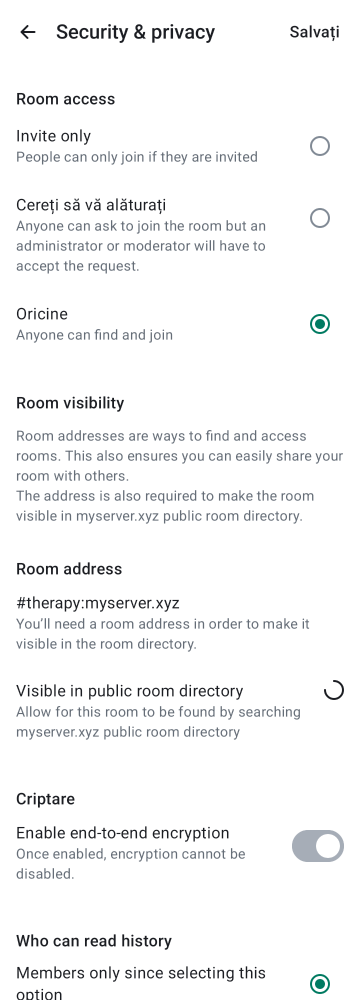 Security & privacy
Salvați
Room access
Invite only
People can only join if they are invited
Cereți să vă alăturați
Anyone can ask to join the room but an
administrator or moderator will have to
accept the request.
Oricine
Anyone can find and join
Room visibility
Room addresses are ways to find and access
rooms. This also ensures you can easily share your
room with others.
The address is also required to make the room
visible in myserver.xyz public room directory.
Room address
#therapy:myserver.xyz
You’ll need a room address in order to make it
visible in the room directory.
Visible in public room directory
Allow for this room to be found by searching
myserver.xyz public room directory
Criptare
Enable end-to-end encryption
Once enabled, encryption cannot be
disabled.
Who can read history
Members only since selecting this
option